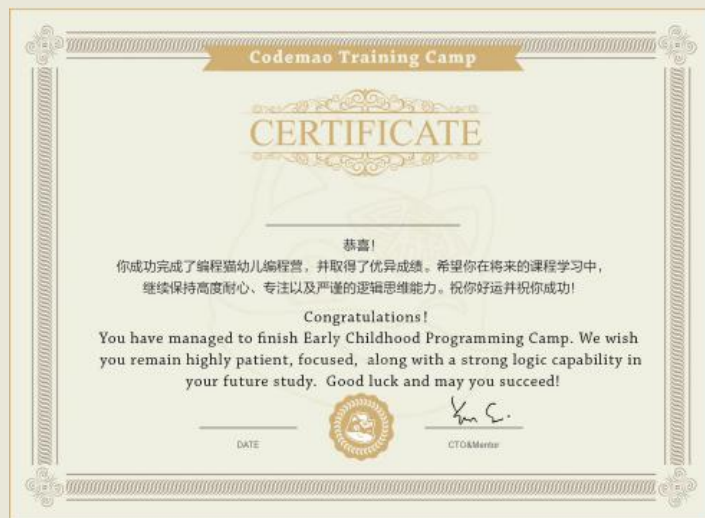 Codemao Training Camp
CERTIFICATE
恭喜！
你成功完成了编程猫幼儿编程营，并取得了优异成绩。希望你在将来的课程学习中，
继续保持高度耐心、专注以及严谨的逻辑思维能力。祝你好运并祝你成功！
Congratulations!
You have managed to finish Early Childhood Programming Camp. We wish
you remain highly patient, focused, along with a strong logic capability in
your future study. Good luck and may you succeed!
DATE
CTO&Mentor